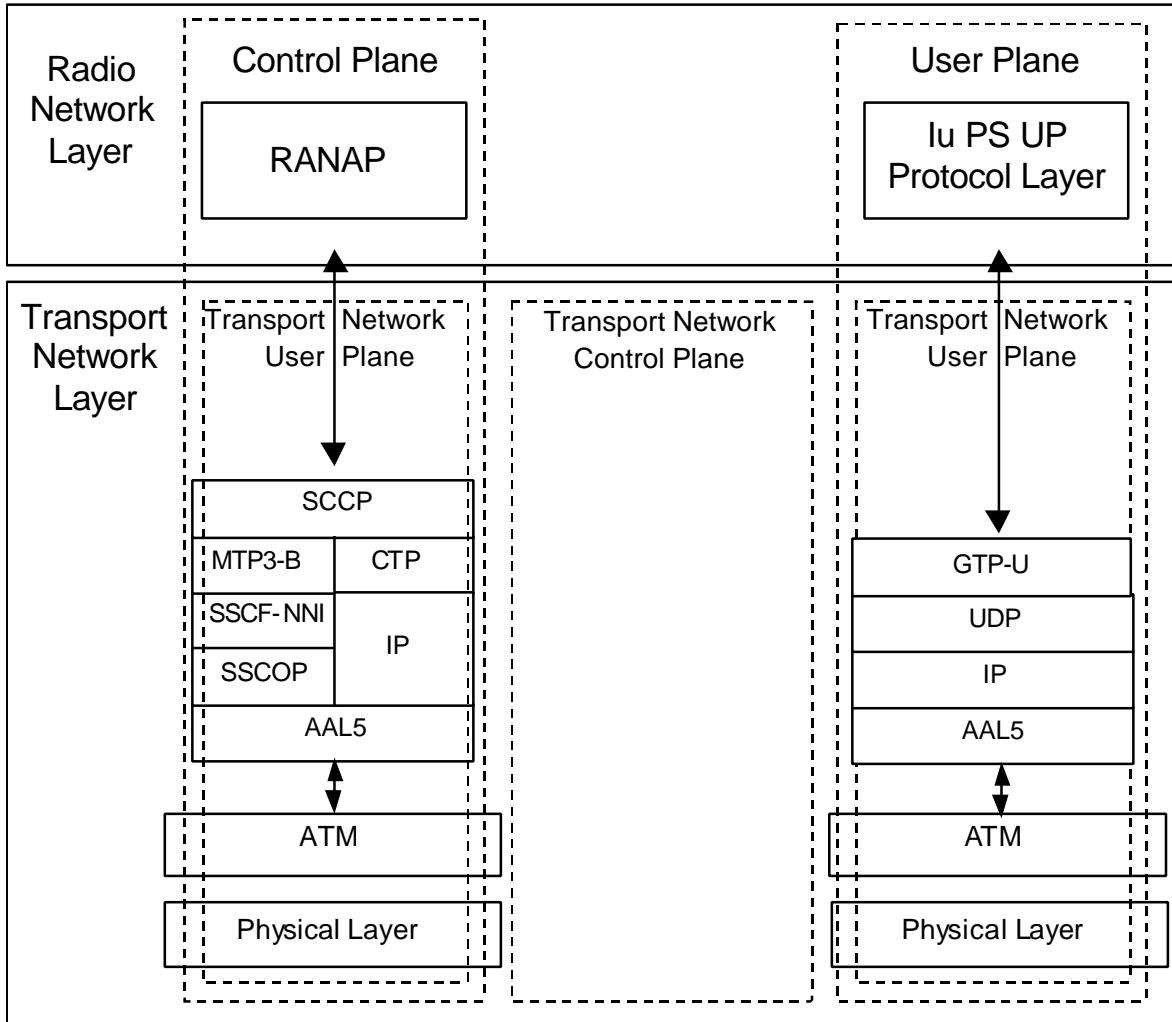 Radio
Network
Layer
Control Plane
RANAP
User Plane
Iu PS UP
Protocol Layer
Transport
Network
Layer
Transport Network
User Plane
Transport Network
Control Plane
Transport Network
User Plane
SCCP
MTP3-B
CTP
SSCF-NNI
IP
SSCOP
AAL5
ATM
Physical Layer
GTP-U
UDP
IP
AAL5
ATM
Physical Layer